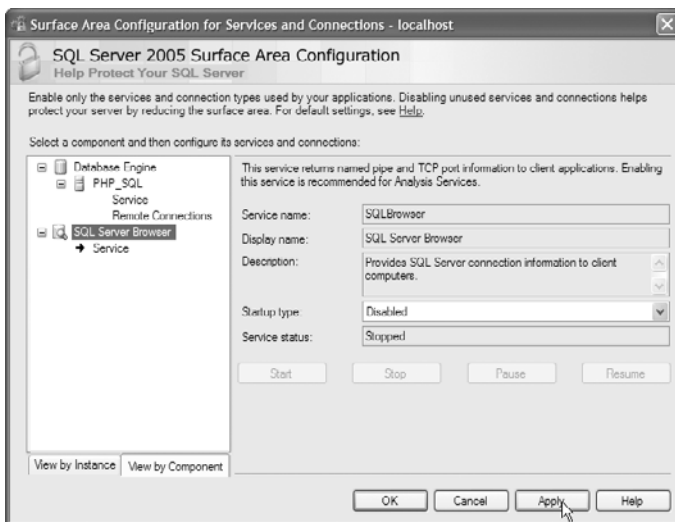 Surface Area Configuration for Services and Connections - localhost
SQL Server 2005 Surface Area Configuration
Help Protect Your SQL Server
Enable only the services and connection types used by your applications. Disabling unused services and connections helps
protect your server by reducing the surface area. For default settings, see Help.
Select a component and then configure its services and connections:
Database Engine
PHP_SQL
Service
Remote Connections
SQL Server Browser
Service
View by Instance
View by Component
This service returns named pipe and TCP port information to client applications. Enabling
this service is recommended for Analysis Services.
Service name:
SQLBrowser
Display name:
SQL Server Browser
Description:
Provides SQL Server connection information to client
computers.
Startup type:
Disabled
Service status:
Stopped
Start
Stop
Pause
Resume
OK
Cancel
Apply
Help